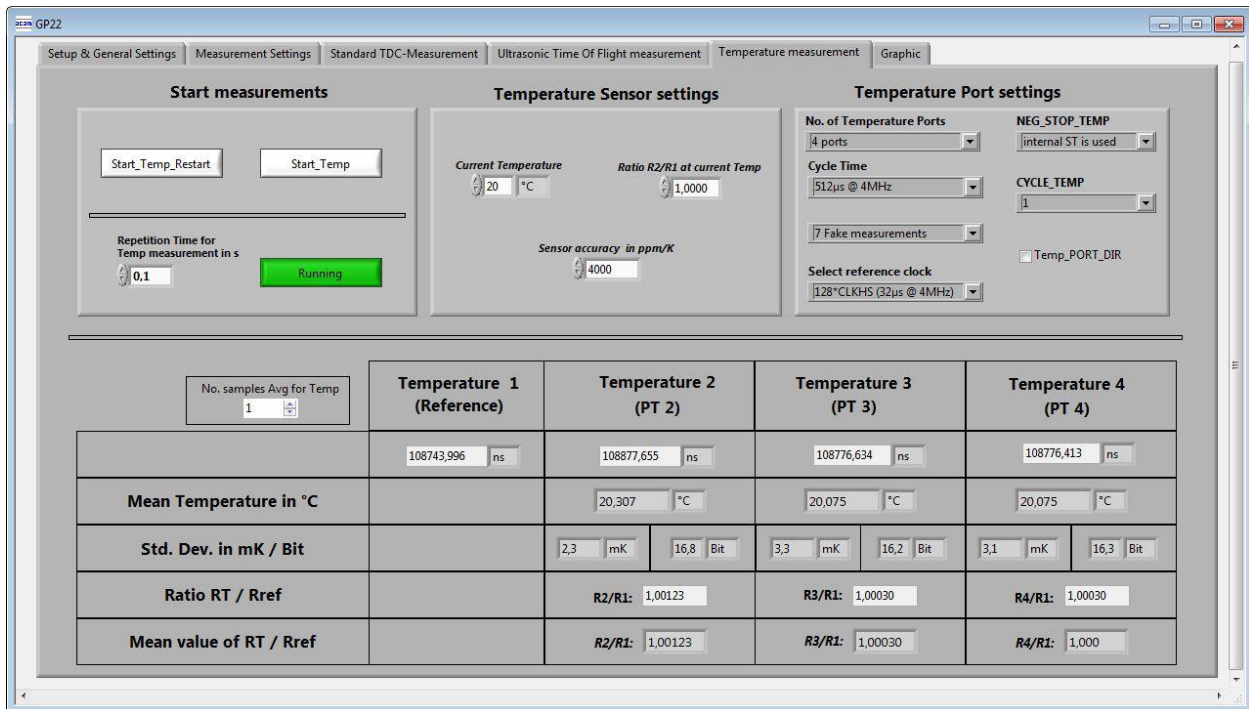 acam GP22
Setup & General Settings Measurement Settings Standard TDC-Measurement Ultrasonic Time Of Flight measurement Temperature measurement Graphic
Start measurements
Start_Temp_Restart Start_Temp
Repetition Time for
Temp measurement in s
0,1
Running
Temperature Sensor settings
Current Temperature Ratio R2/R1 at current Temp
20 °C 1,0000
Sensor accuracy in ppm/K
4000
Temperature Port settings
No. of Temperature Ports NEG_STOP_TEMP
4 ports internal ST is used
Cycle Time
512µs @ 4MHz
CYCLE_TEMP
1
7 Fake measurements
Temp_PORT_DIR
Select reference clock
128*CLKHS (32µs @ 4MHz)
No. samples Avg for Temp
1
Temperature 1
(Reference)
Temperature 2
(PT 2)
Temperature 3
(PT 3)
Temperature 4
(PT 4)
108743,996 ns 108877,655 ns 108776,634 ns 108776,413 ns
Mean Temperature in °C 20,307 °C 20,075 °C 20,075 °C
Std. Dev. in mK / Bit 2,3 mK 16,8 Bit 3,3 mK 16,2 Bit 3,1 mK 16,3 Bit
Ratio RT / Rref R2/R1: 1,00123 R3/R1: 1,00030 R4/R1: 1,00030
Mean value of RT / Rref R2/R1: 1,00123 R3/R1: 1,00030 R4/R1: 1,000